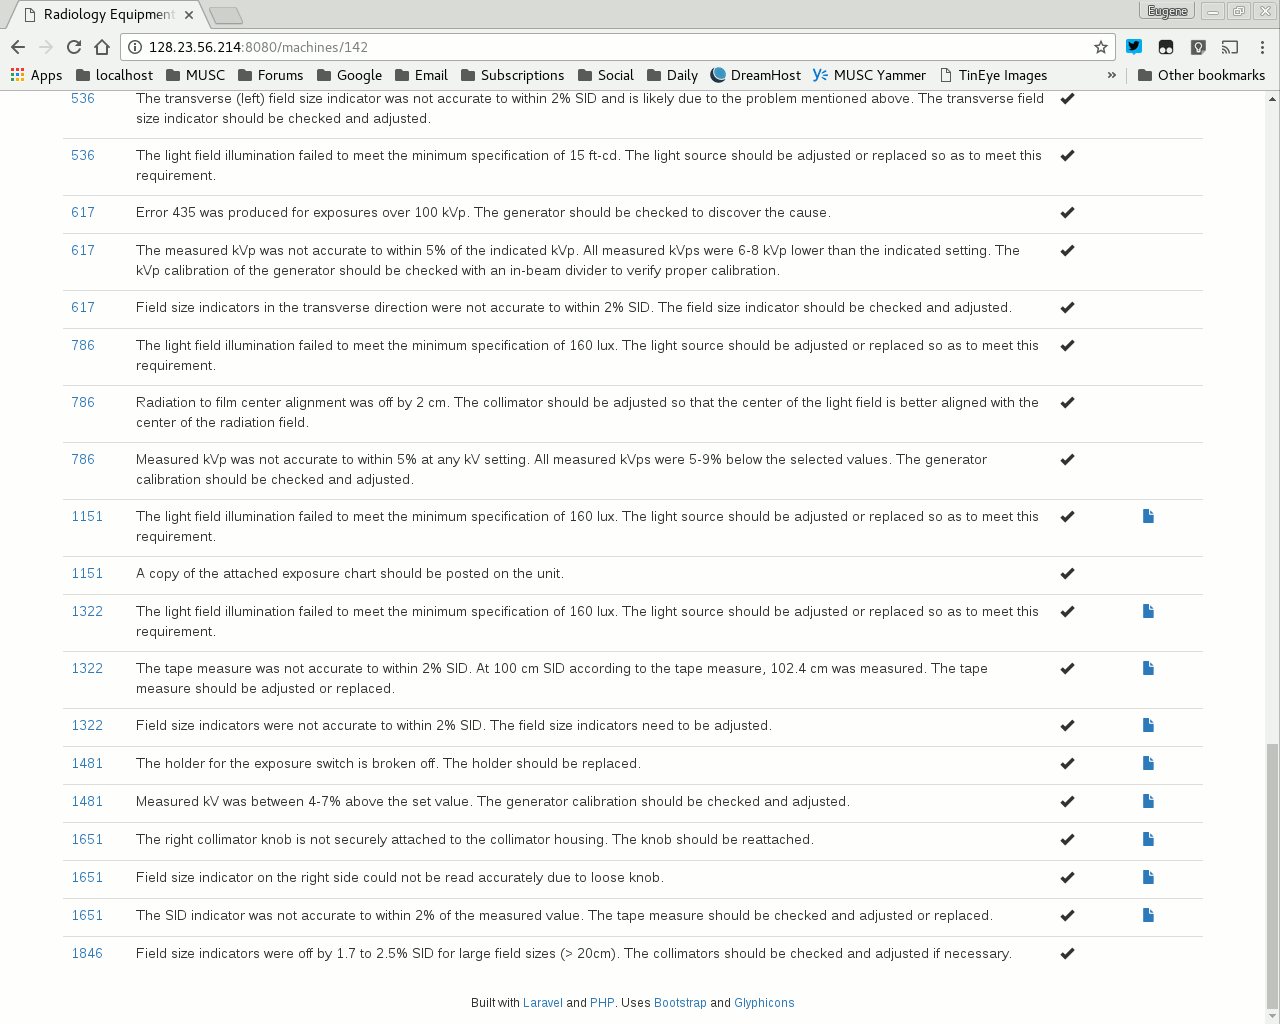 Radiology Equipment
Eugene
128.23.56.214:8080/machines/142
Apps localhost MUSC Forums Google Email Subscriptions Social Daily DreamHost MUSC Yammer TinEye Images » Other bookmarks
536 The transverse (left) field size indicator was not accurate to within 2% SID and is likely due to the problem mentioned above. The transverse field
size indicator should be checked and adjusted.
536 The light field illumination failed to meet the minimum specification of 15 ft-cd. The light source should be adjusted or replaced so as to meet this
requirement.
617 Error 435 was produced for exposures over 100 kVp. The generator should be checked to discover the cause.
617 The measured kVp was not accurate to within 5% of the indicated kVp. All measured kVps were 6-8 kVp lower than the indicated setting. The
kVp calibration of the generator should be checked with an in-beam divider to verify proper calibration.
617 Field size indicators in the transverse direction were not accurate to within 2% SID. The field size indicator should be checked and adjusted.
786 The light field illumination failed to meet the minimum specification of 160 lux. The light source should be adjusted or replaced so as to meet this
requirement.
786 Radiation to film center alignment was off by 2 cm. The collimator should be adjusted so that the center of the light field is better aligned with the
center of the radiation field.
786 Measured kVp was not accurate to within 5% at any kV setting. All measured kVps were 5-9% below the selected values. The generator
calibration should be checked and adjusted.
1151 The light field illumination failed to meet the minimum specification of 160 lux. The light source should be adjusted or replaced so as to meet this
requirement.
1151 A copy of the attached exposure chart should be posted on the unit.
1322 The light field illumination failed to meet the minimum specification of 160 lux. The light source should be adjusted or replaced so as to meet this
requirement.
1322 The tape measure was not accurate to within 2% SID. At 100 cm SID according to the tape measure, 102.4 cm was measured. The tape
measure should be adjusted or replaced.
1322 Field size indicators were not accurate to within 2% SID. The field size indicators need to be adjusted.
1481 The holder for the exposure switch is broken off. The holder should be replaced.
1481 Measured kV was between 4-7% above the set value. The generator calibration should be checked and adjusted.
1651 The right collimator knob is not securely attached to the collimator housing. The knob should be reattached.
1651 Field size indicator on the right side could not be read accurately due to loose knob.
1651 The SID indicator was not accurate to within 2% of the measured value. The tape measure should be checked and adjusted or replaced.
1846 Field size indicators were off by 1.7 to 2.5% SID for large field sizes (> 20cm). The collimators should be checked and adjusted if necessary.
Built with Laravel and PHP. Uses Bootstrap and Glyphicons